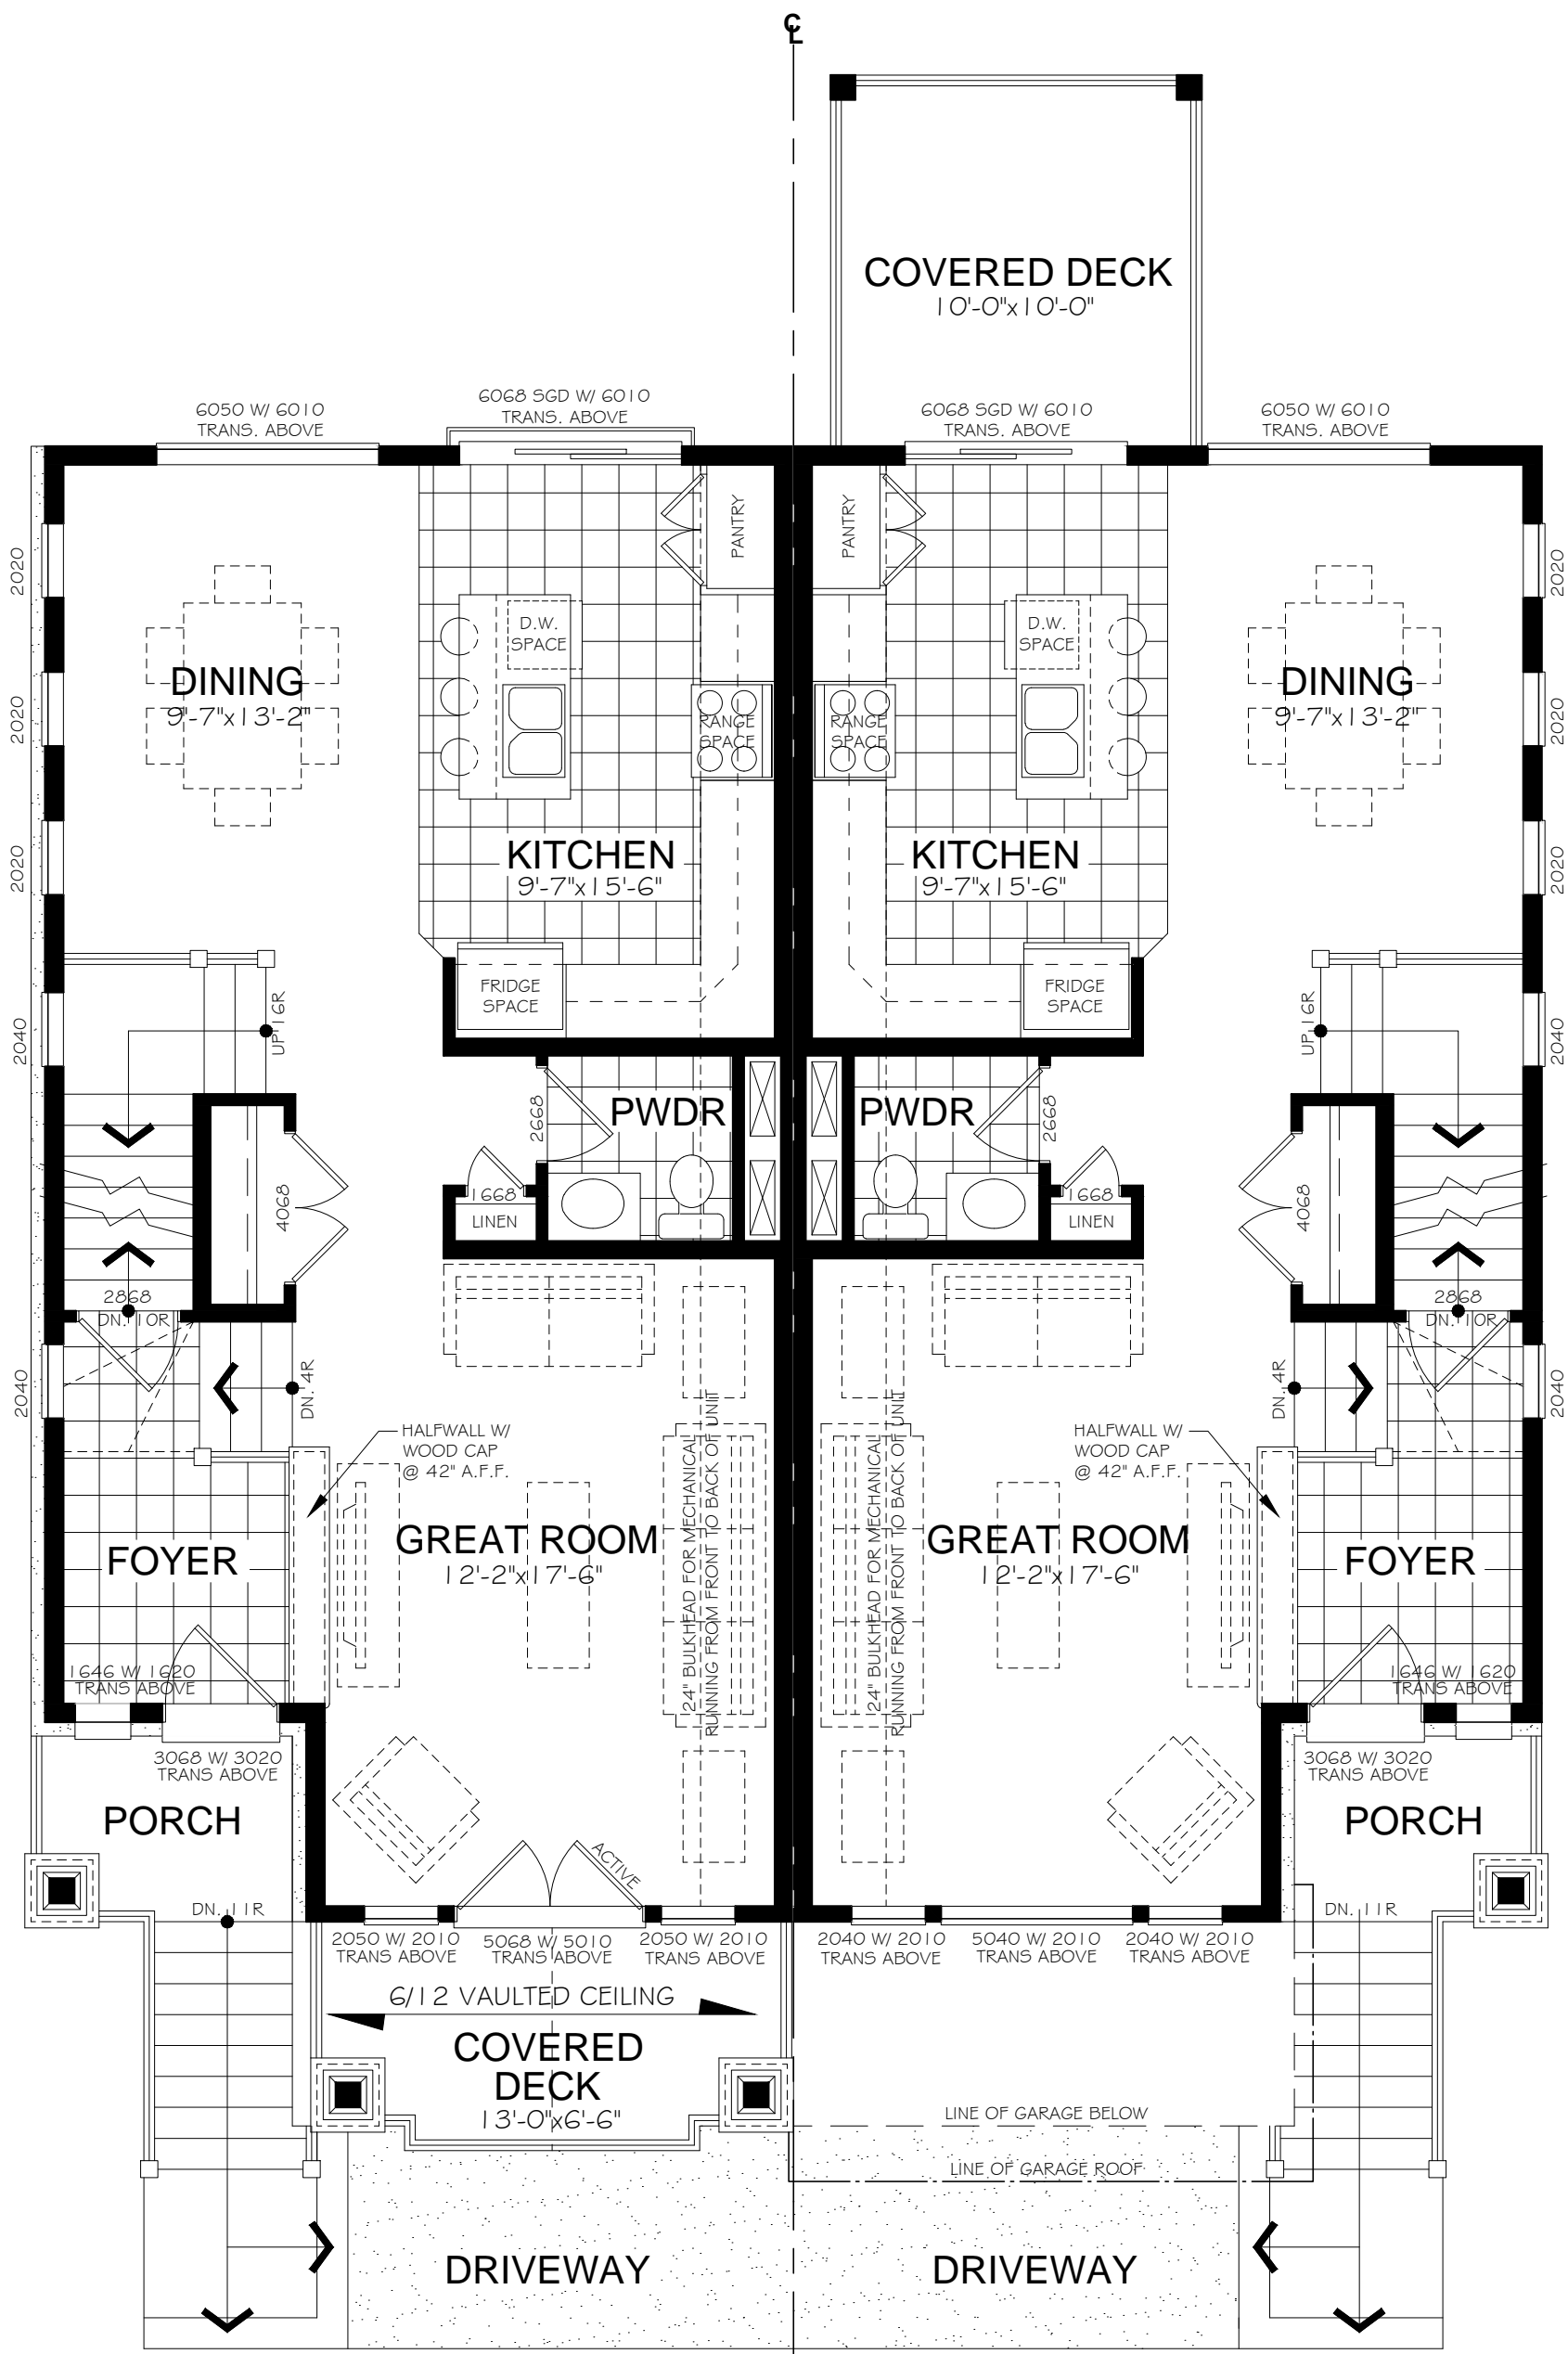 CL
COVERED DECK
10'-0"x10'-0"
6050 W/ 6010
TRANS. ABOVE
6068 SGD W/ 6010
TRANS. ABOVE
6068 SGD W/ 6010
TRANS. ABOVE
6050 W/ 6010
TRANS. ABOVE
PANTRY
PANTRY
2020
2020
D.W.
SPACE
D.W.
SPACE
DINING
9'-7"x13'-2"
DINING
9'-7"x13'-2"
2020
2020
RANGE
SPACE
RANGE
SPACE
2020
2020
KITCHEN
9'-7"x15'-6"
KITCHEN
9'-7"x15'-6"
FRIDGE
SPACE
FRIDGE
SPACE
2040
UP 16R
UP 16R
2040
PWDR
PWDR
2668
2668
4068
1668
LINEN
1668
LINEN
4068
2868
DN. 10R
2868
DN. 10R
2040
DN. 4R
DN. 4R
2040
HALFWALL W/
WOOD CAP
@ 42" A.F.F.
HALFWALL W/
WOOD CAP
@ 42" A.F.F.
24" BULKHEAD FOR MECHANICAL
RUNNING FROM FRONT TO BACK OF UNIT
24" BULKHEAD FOR MECHANICAL
RUNNING FROM FRONT TO BACK OF UNIT
GREAT ROOM
12'-2"x17'-6"
GREAT ROOM
12'-2"x17'-6"
FOYER
FOYER
1646 W/ 1620
TRANS ABOVE
1646 W/ 1620
TRANS ABOVE
3068 W/ 3020
TRANS ABOVE
3068 W/ 3020
TRANS ABOVE
PORCH
PORCH
ACTIVE
DN. 11R
DN. 11R
2050 W/ 2010
TRANS ABOVE
5068 W/ 5010
TRANS ABOVE
2050 W/ 2010
TRANS ABOVE
2040 W/ 2010
TRANS ABOVE
5040 W/ 2010
TRANS ABOVE
2040 W/ 2010
TRANS ABOVE
6/12 VAULTED CEILING
COVERED
DECK
13'-0"x6'-6"
LINE OF GARAGE BELOW
LINE OF GARAGE ROOF
DRIVEWAY
DRIVEWAY